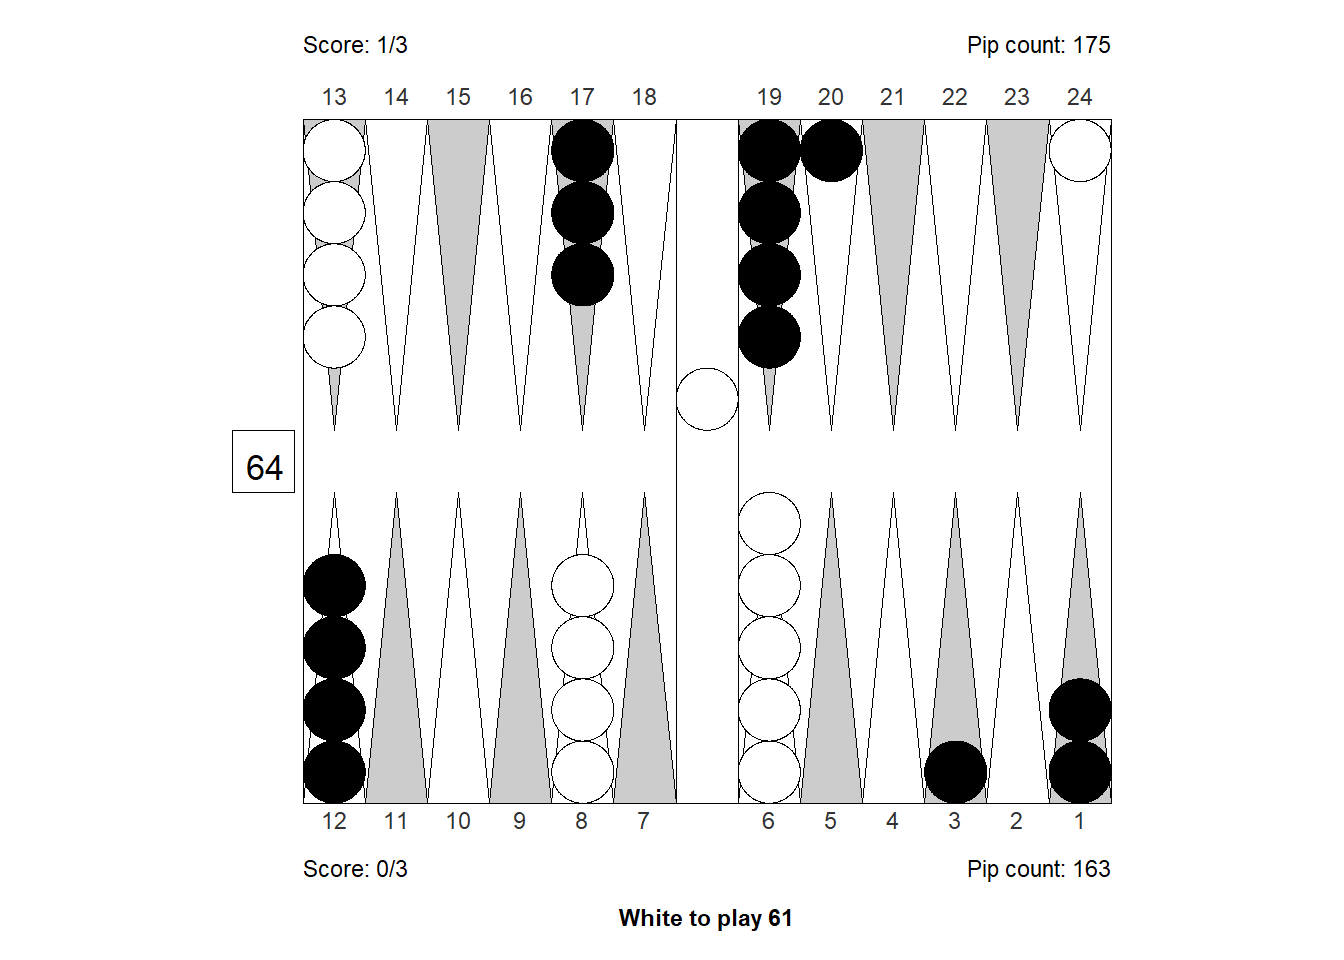 Score: 1/3 Pip count: 175
13 14 15 16 17 18 19 20 21 22 23 24
64
12 11 10 9 8 7 6 5 4 3 2 1
Score: 0/3 Pip count: 163
White to play 61